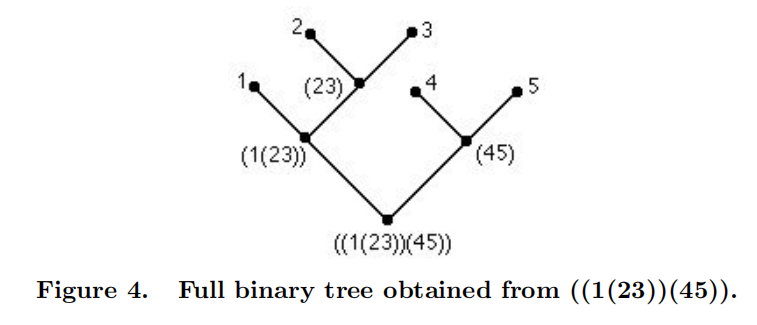 2 3
1 (23) 4 5
(1(23)) (45)
((1(23))(45))
Figure 4. Full binary tree obtained from ((1(23))(45)).